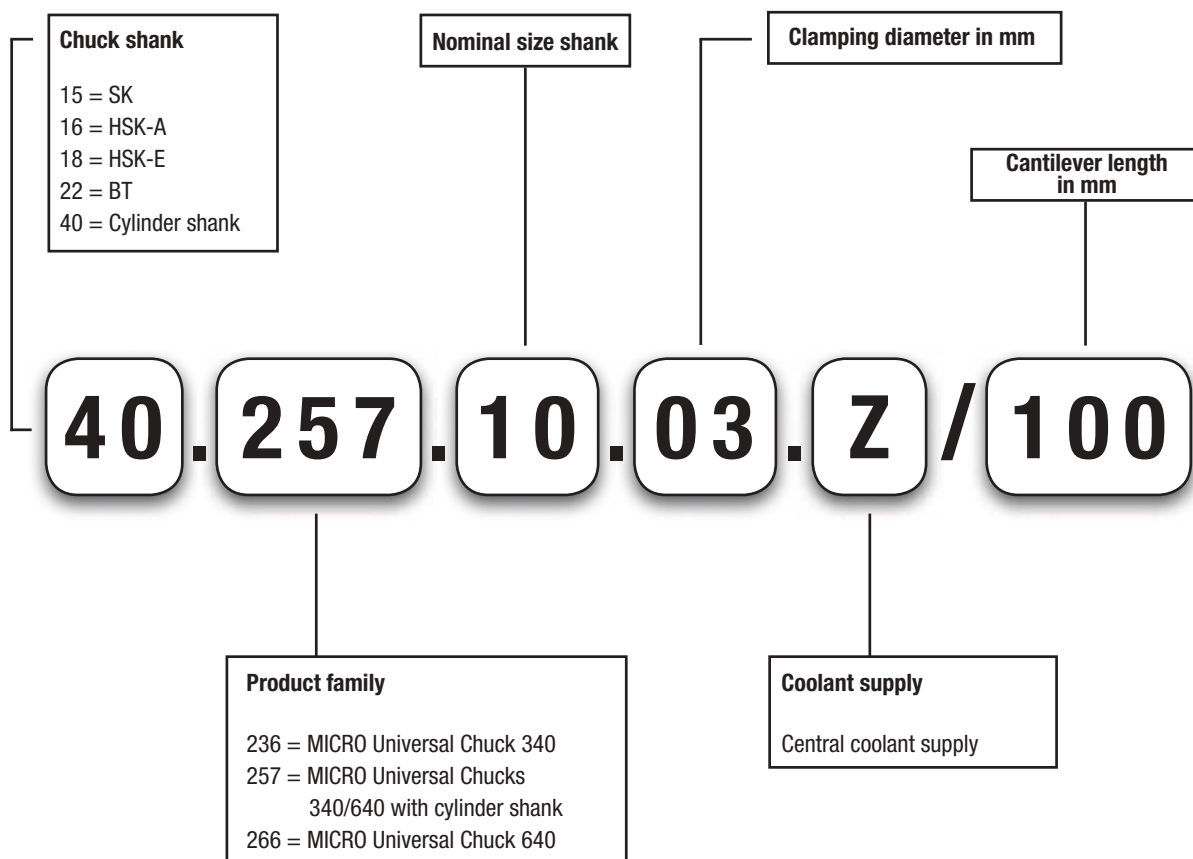 Chuck shank
15 = SK
16 = HSK-A
18 = HSK-E
22 = BT
40 = Cylinder shank
Nominal size shank
Clamping diameter in mm
Cantilever length
in mm
40.257.10.03.Z/100
Product family
236 = MICRO Universal Chuck 340
257 = MICRO Universal Chucks
340/640 with cylinder shank
266 = MICRO Universal Chuck 640
Coolant supply
Central coolant supply